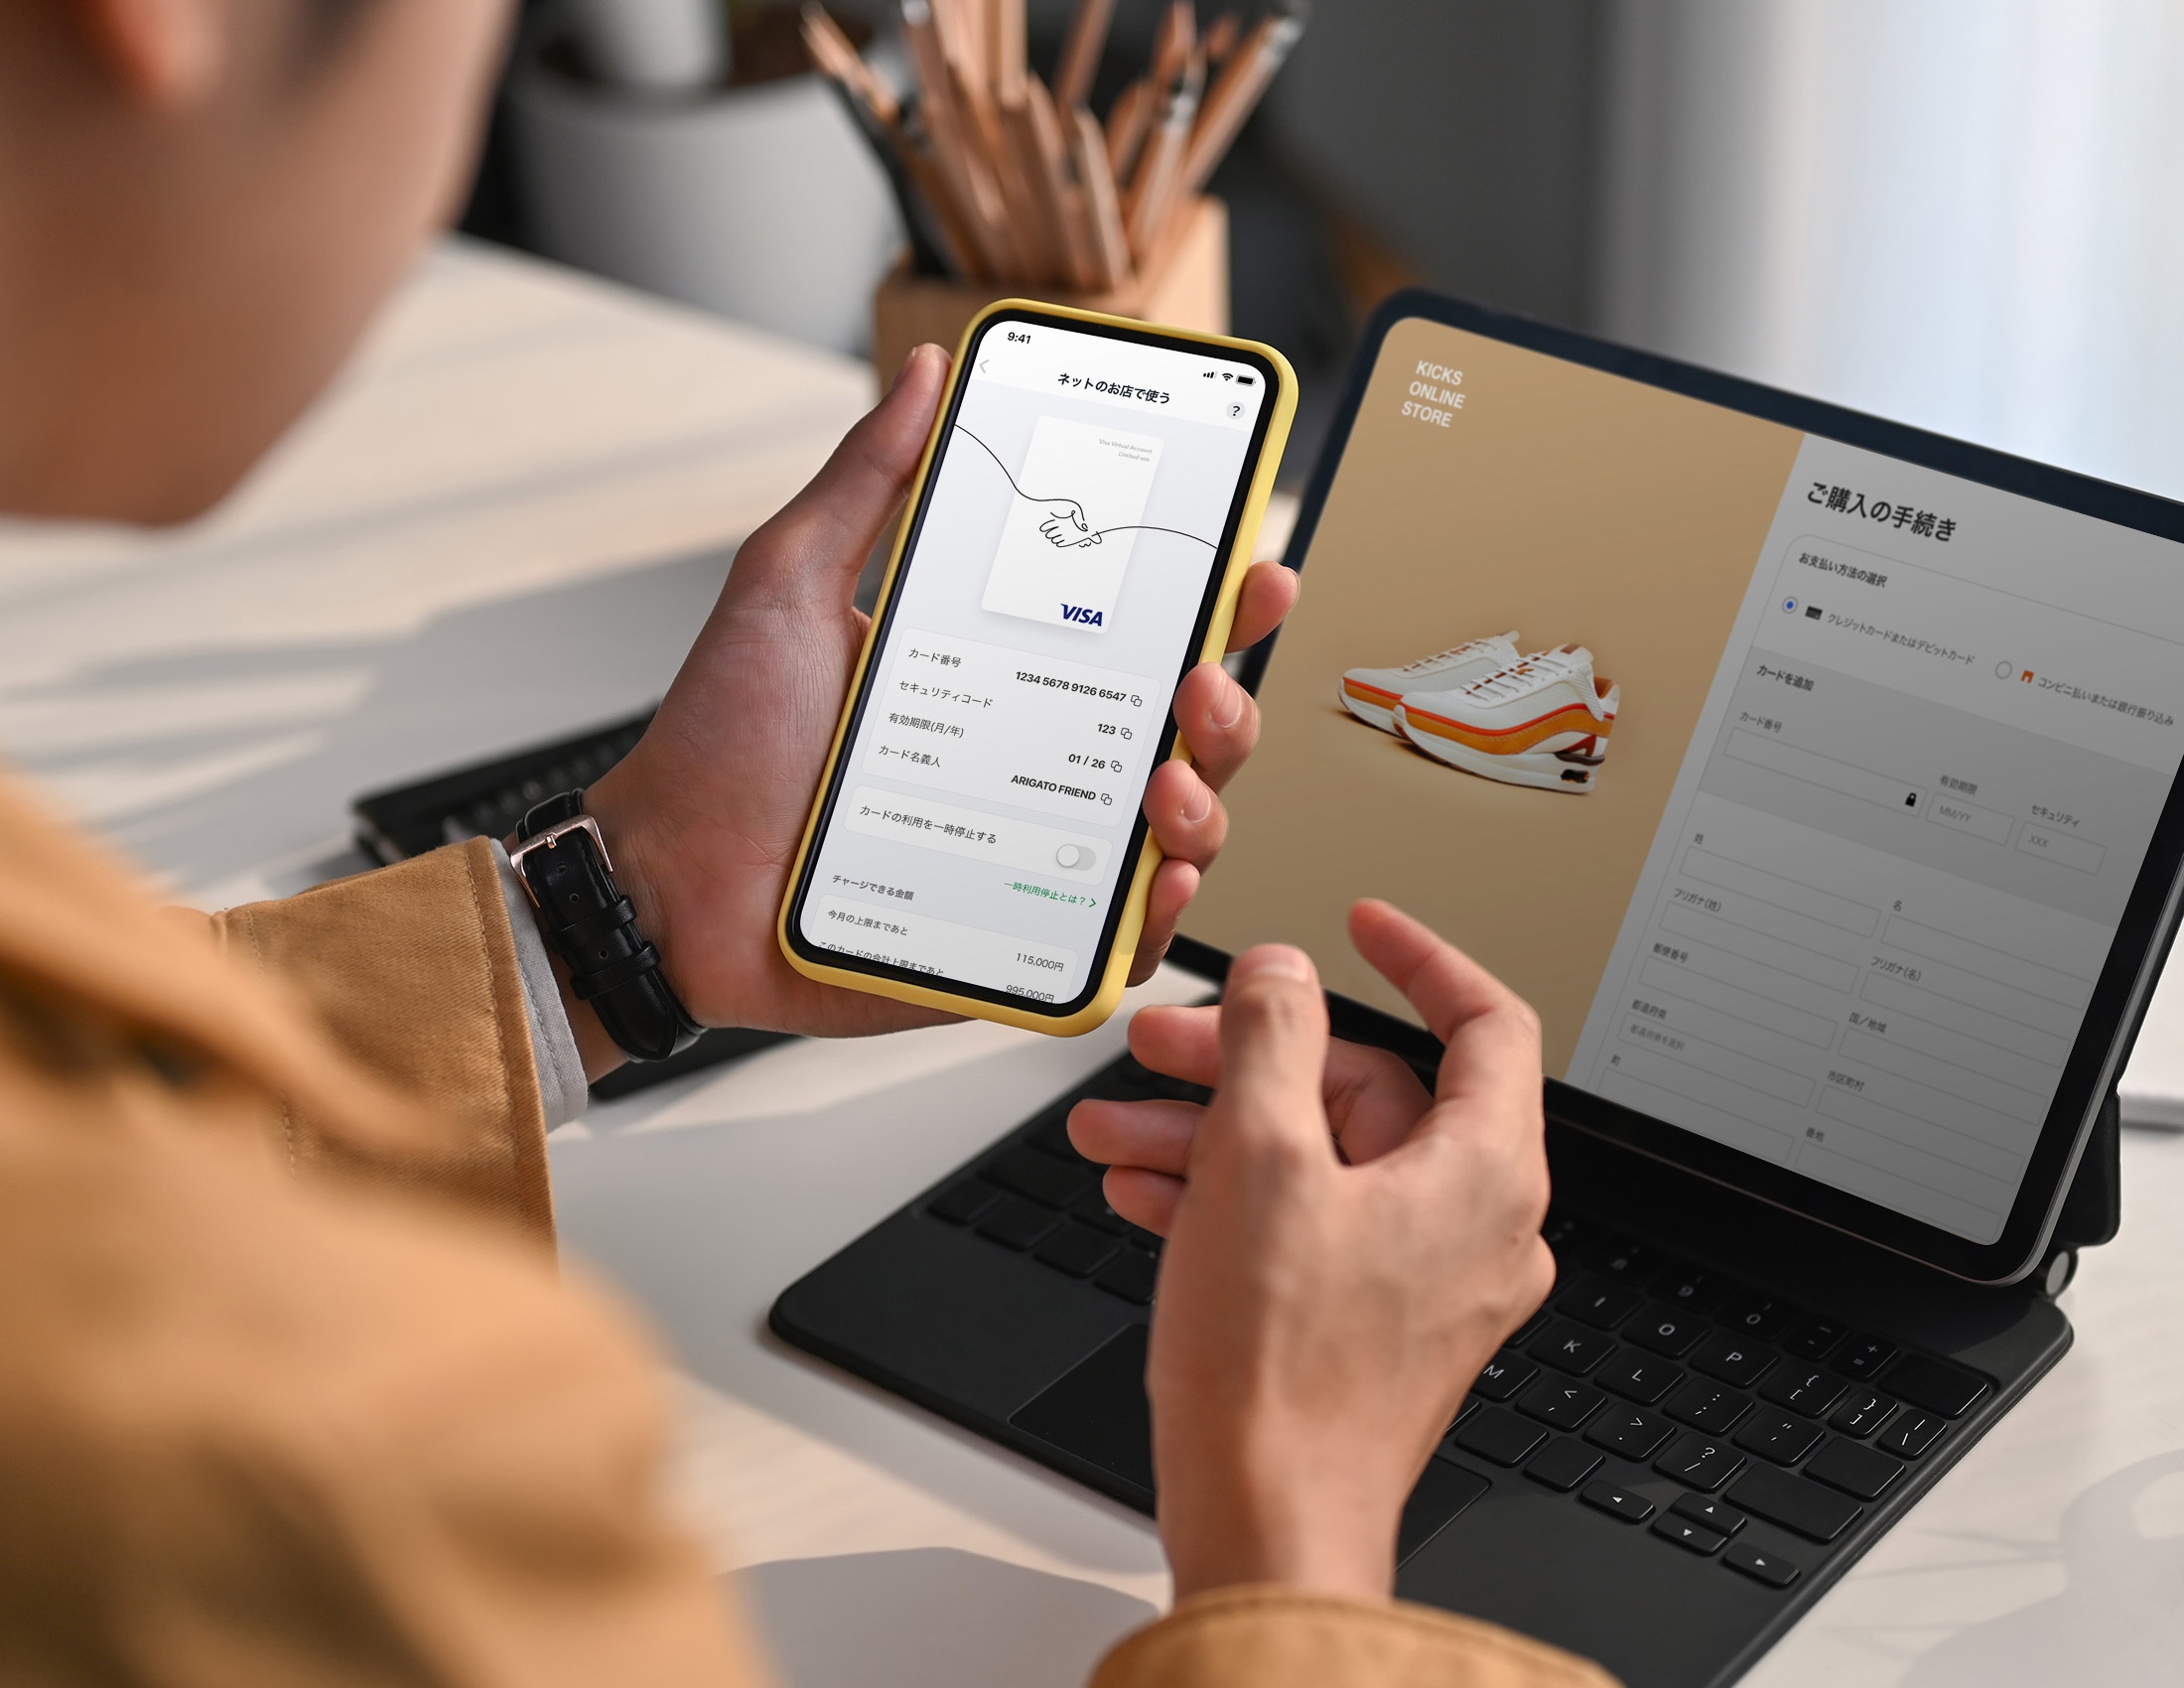 9:41
ネットのお店で使う
?
Visa Virtual Account
Limited use
VISA
カード番号
1234 5678 9126 6547
セキュリティコード
123
有効期限(月/年)
01 / 26
カード名義人
ARIGATO FRIEND
カードの利用を一時停止する
一時利用停止とは？
チャージできる金額
今月の上限まであと
115,000円
このカードの合計上限まであと
995,000円
KICKS
ONLINE
STORE
ご購入の手続き
お支払い方法の選択
クレジットカードまたはデビットカード
コンビニ払いまたは銀行振り込み
カードを追加
カード番号
有効期限
MM/YY
セキュリティ
XXX
姓
名
フリガナ(姓)
フリガナ(名)
郵便番号
国／地域
都道府県
都道府県を選択
市区町村
町
番地
9
0
I
O
P
{
[
}
]
K
L
M
<
,
>
.
?
/